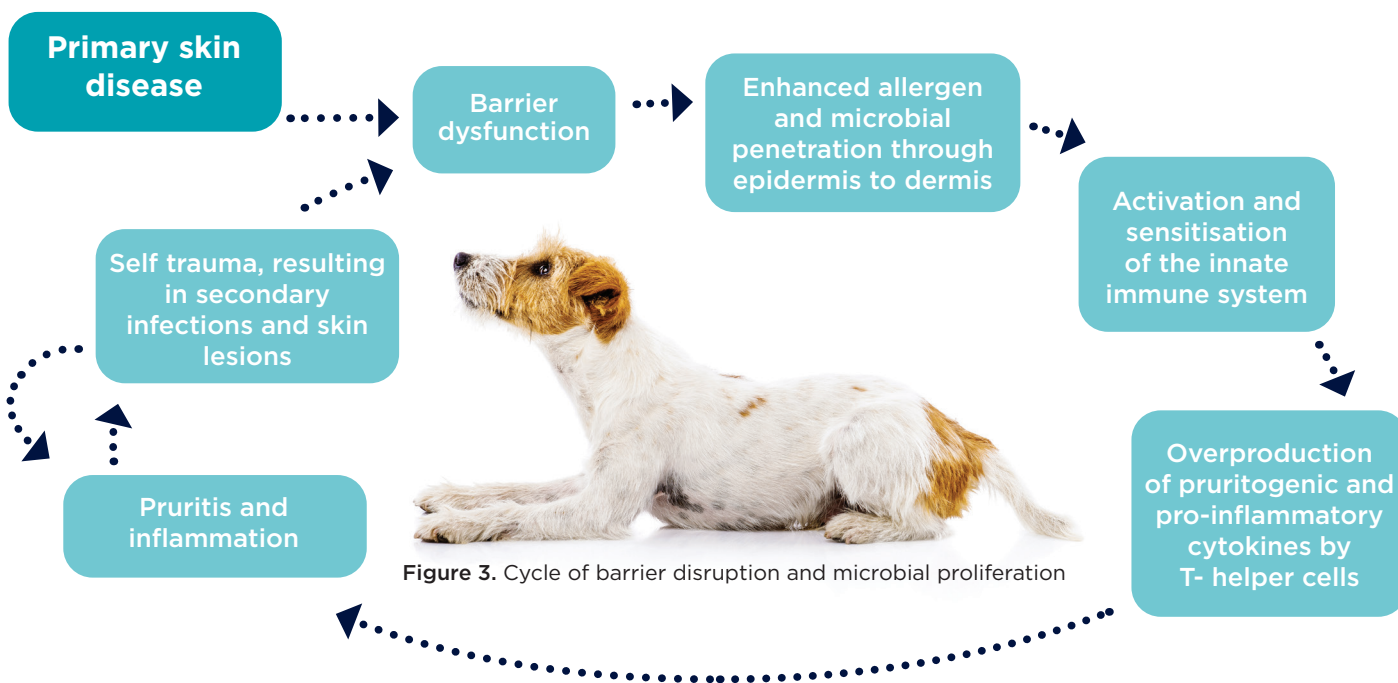 Primary skin
disease
Barrier
dysfunction
Enhanced allergen
and microbial
penetration through
epidermis to dermis
Activation and
sensitisation
of the innate
immune system
Overproduction
of pruritogenic and
pro-inflammatory
cytokines by
T- helper cells
Pruritis and
inflammation
Self trauma, resulting
in secondary
infections and skin
lesions
Figure 3. Cycle of barrier disruption and microbial proliferation